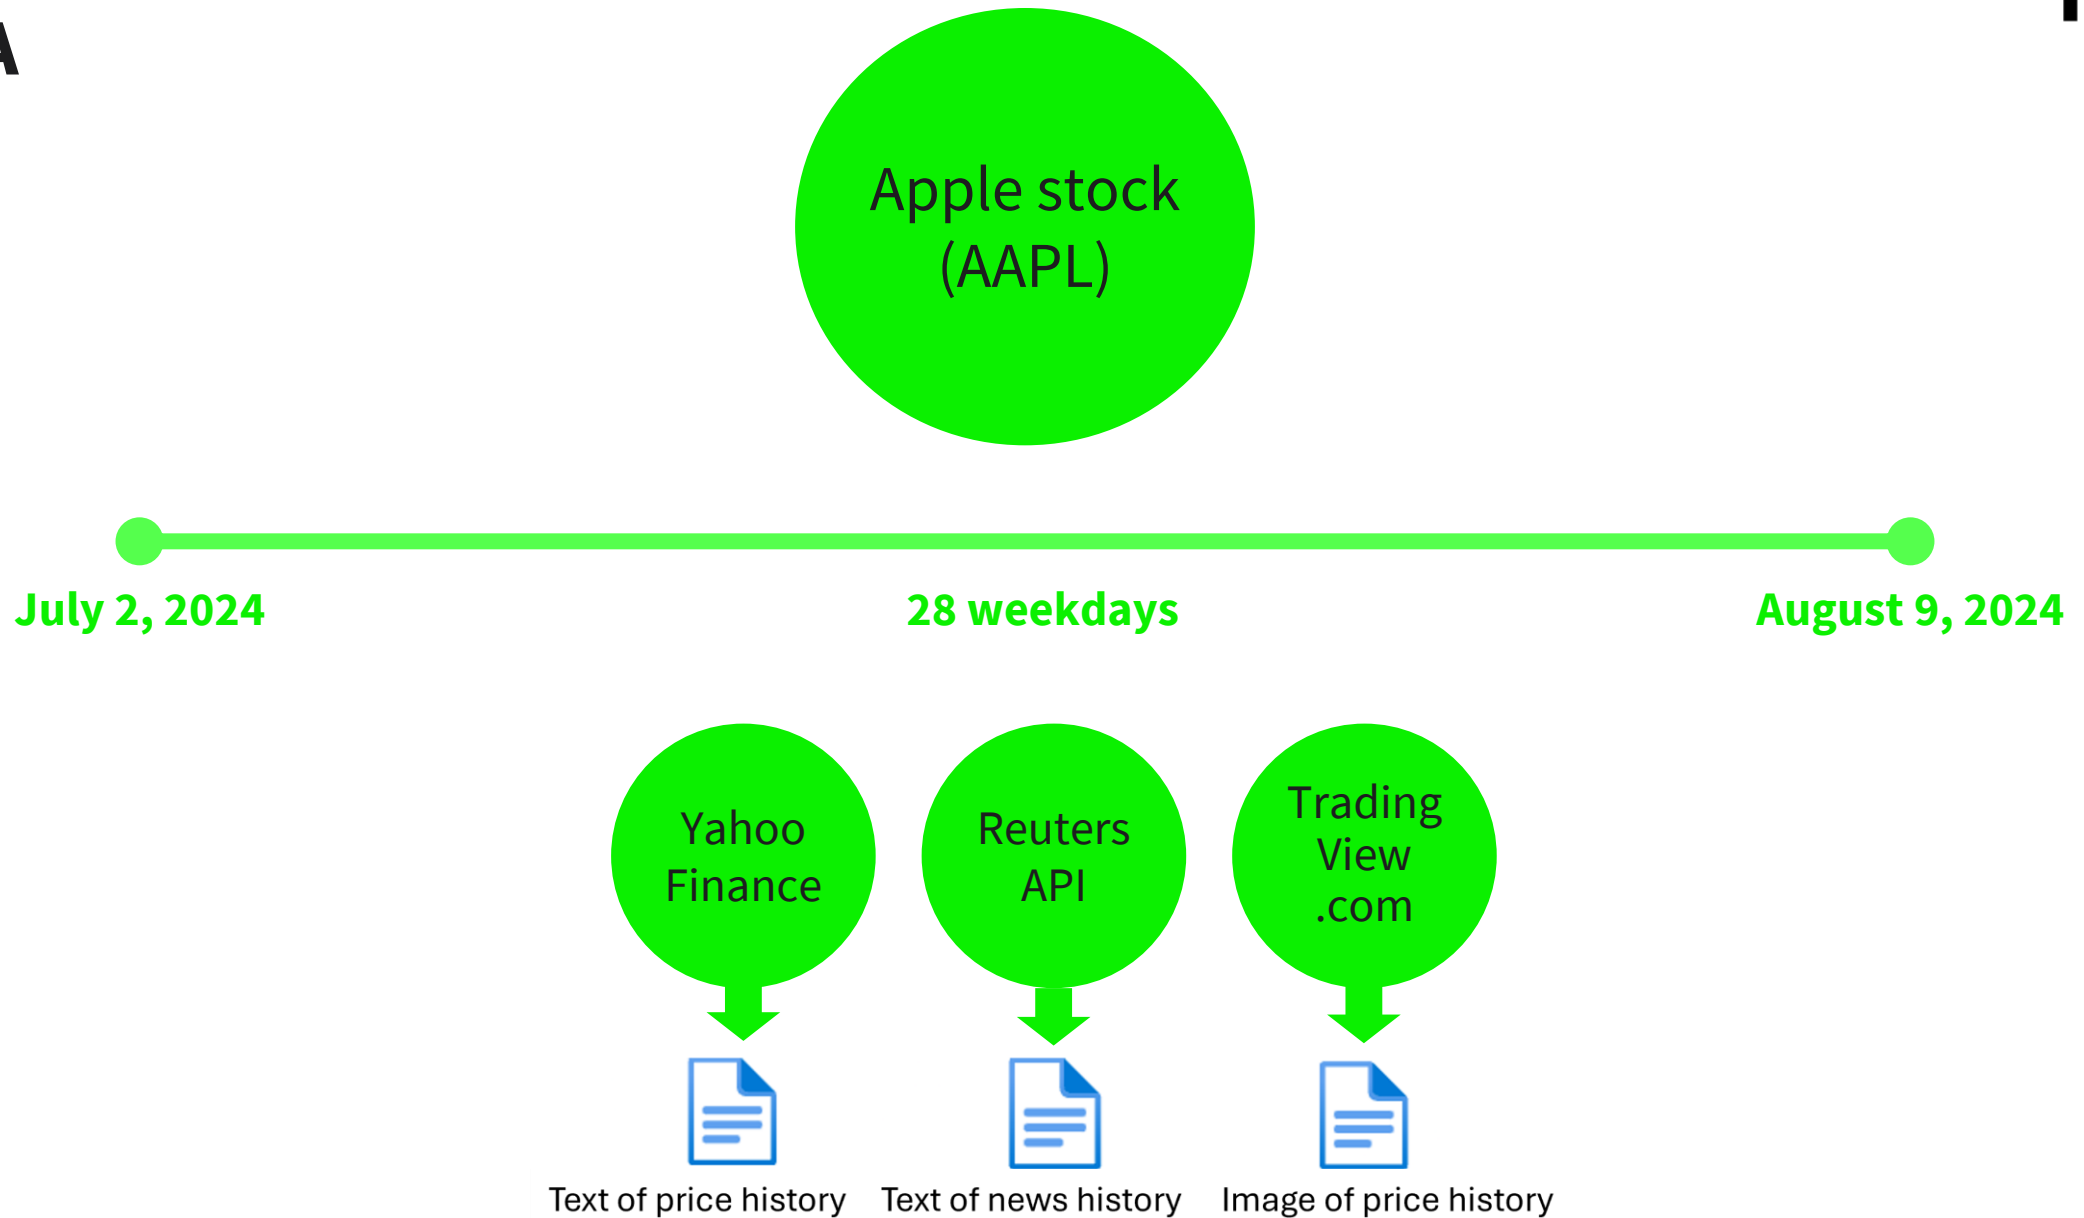 A
Apple stock
(AAPL)
July 2, 2024
28 weekdays
August 9, 2024
Yahoo
Finance
Reuters
API
Trading
View
.com
Text of price history
Text of news history
Image of price history